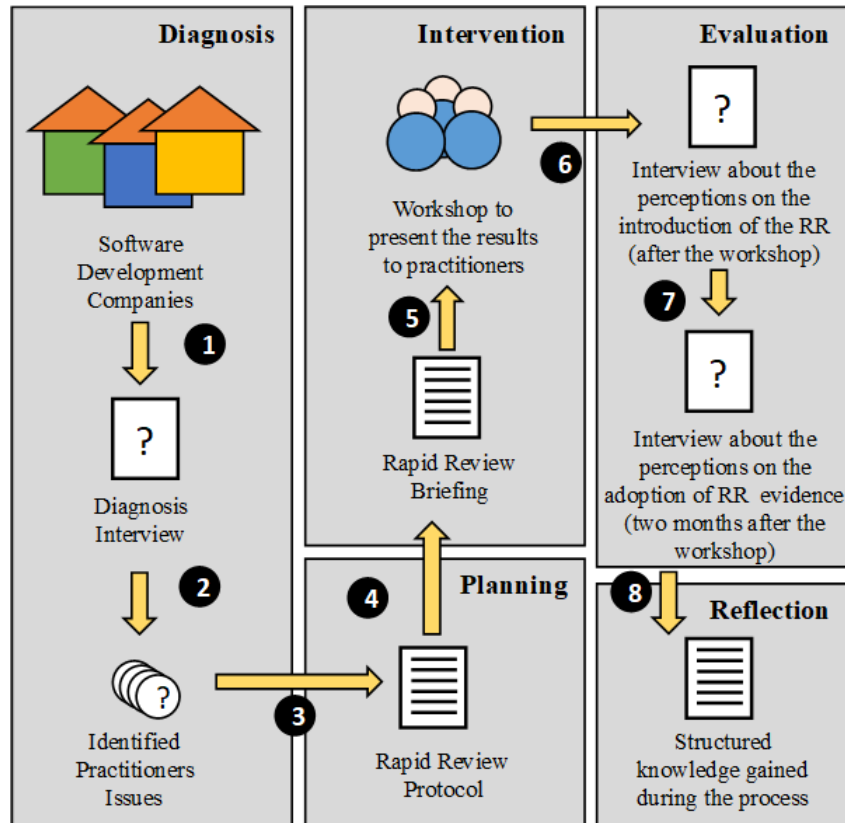 Diagnosis
Software
Development
Companies
1
?
Diagnosis
Interview
2
?
Identified
Practitioners
Issues
3
Planning
Rapid Review
Protocol
4
Intervention
Rapid Review
Briefing
5
Workshop to
present the results
to practitioners
6
Evaluation
?
Interview about the
perceptions on the
introduction of the RR
(after the workshop)
7
?
Interview about the
perceptions on the
adoption of RR evidence
(two months after the
workshop)
8
Reflection
Structured
knowledge gained
during the process